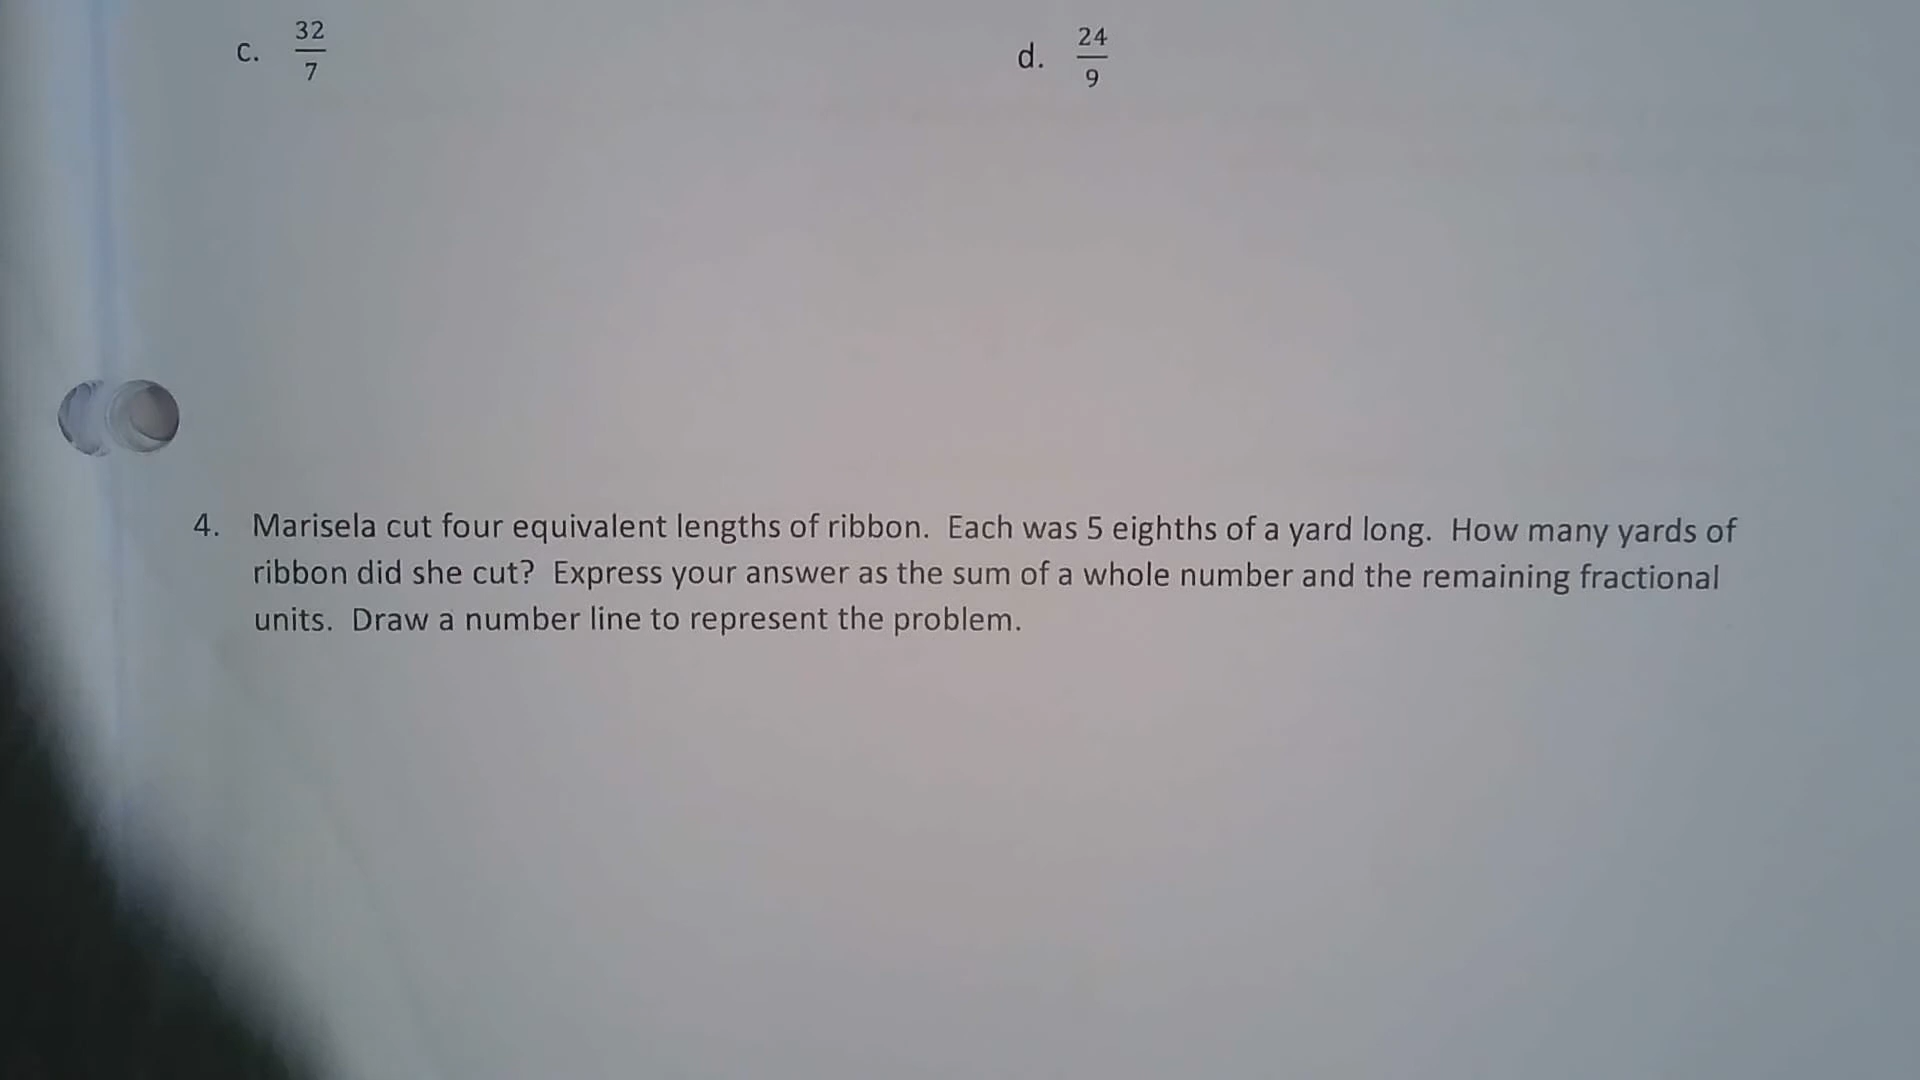 c. 32/7
d. 24/9
4. Marisela cut four equivalent lengths of ribbon. Each was 5 eighths of a yard long. How many yards of
ribbon did she cut? Express your answer as the sum of a whole number and the remaining fractional
units. Draw a number line to represent the problem.